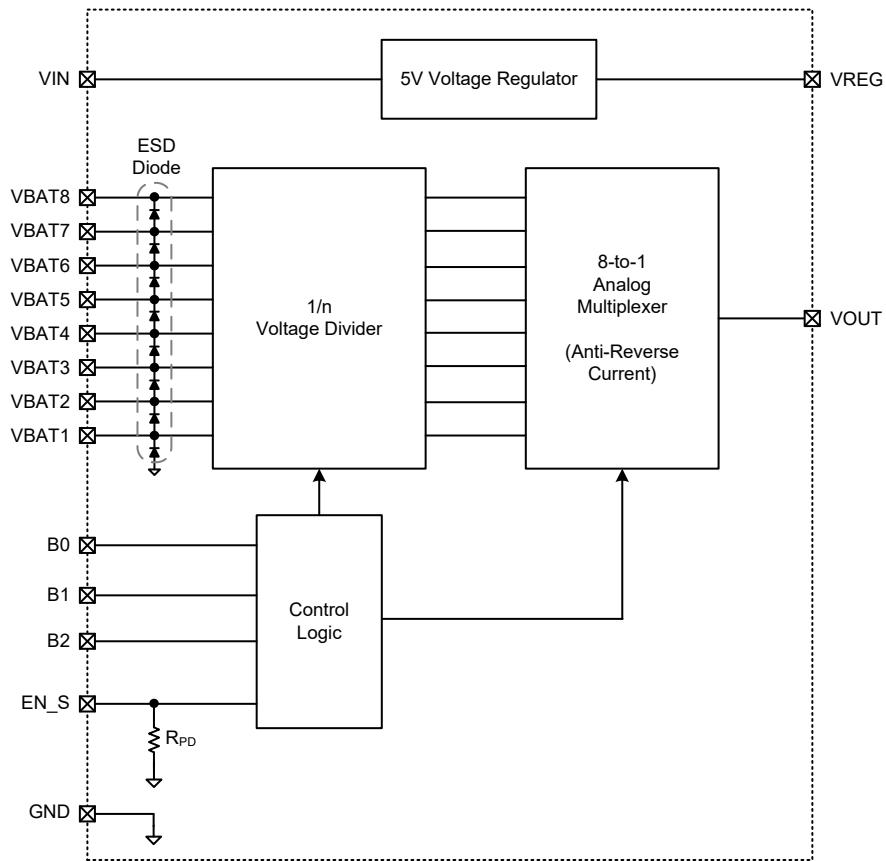 VIN
5V Voltage Regulator
VREG
ESD
Diode
VBAT8
VBAT7
VBAT6
VBAT5
VBAT4
VBAT3
VBAT2
VBAT1
1/n
Voltage Divider
8-to-1
Analog
Multiplexer
(Anti-Reverse
Current)
VOUT
B0
B1
B2
EN_S
Control
Logic
RPD
GND